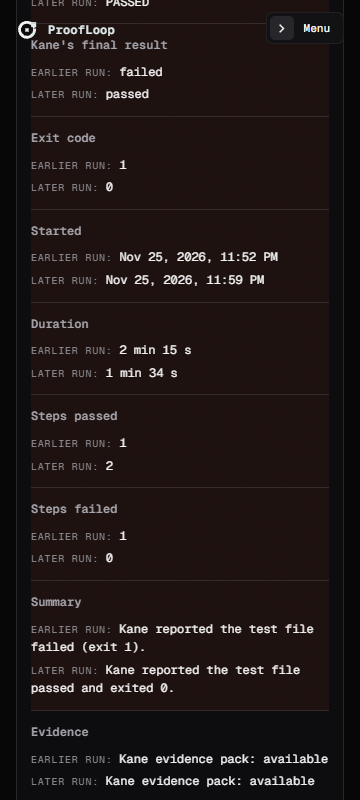 LATER RUN: PASSED
ProofLoop
Menu
Kane's final result
EARLIER RUN: failed
LATER RUN: passed
Exit code
EARLIER RUN: 1
LATER RUN: 0
Started
EARLIER RUN: Nov 25, 2026, 11:52 PM
LATER RUN: Nov 25, 2026, 11:59 PM
Duration
EARLIER RUN: 2 min 15 s
LATER RUN: 1 min 34 s
Steps passed
EARLIER RUN: 1
LATER RUN: 2
Steps failed
EARLIER RUN: 1
LATER RUN: 0
Summary
EARLIER RUN: Kane reported the test file
failed (exit 1).
LATER RUN: Kane reported the test file
passed and exited 0.
Evidence
EARLIER RUN: Kane evidence pack: available
LATER RUN: Kane evidence pack: available